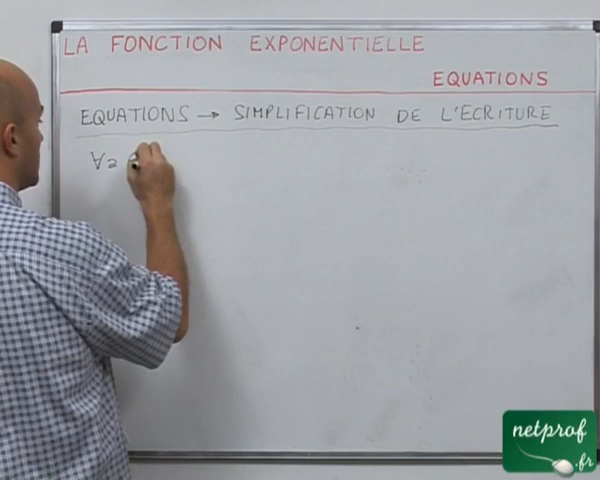 LA FONCTION EXPONENTIELLE
EQUATIONS
EQUATIONS → SIMPLIFICATION DE L'ECRITURE
∀a
netprof
.fr